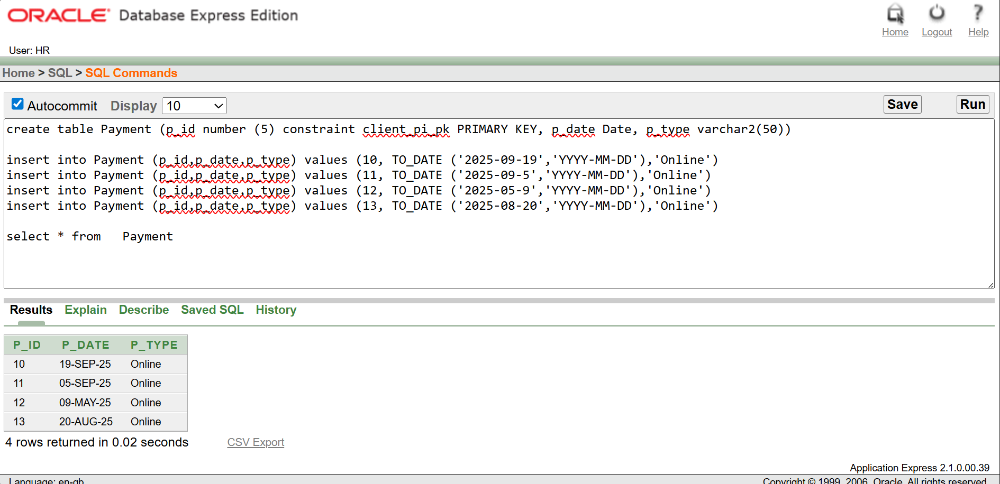 ORACLE Database Express Edition
Home Logout Help
User: HR
Home > SQL > SQL Commands
Autocommit Display 10 Save Run
create table Payment (p_id number (5) constraint client_pi_pk PRIMARY KEY, p_date Date, p_type varchar2(50))
insert into Payment (p_id,p_date,p_type) values (10, TO_DATE ('2025-09-19','YYYY-MM-DD'),'Online')
insert into Payment (p_id,p_date,p_type) values (11, TO_DATE ('2025-09-5','YYYY-MM-DD'),'Online')
insert into Payment (p_id,p_date,p_type) values (12, TO_DATE ('2025-05-9','YYYY-MM-DD'),'Online')
insert into Payment (p_id,p_date,p_type) values (13, TO_DATE ('2025-08-20','YYYY-MM-DD'),'Online')
select * from   Payment
Results Explain Describe Saved SQL History
P_ID P_DATE P_TYPE
10 19-SEP-25 Online
11 05-SEP-25 Online
12 09-MAY-25 Online
13 20-AUG-25 Online
4 rows returned in 0.02 seconds CSV Export
Application Express 2.1.0.00.39
Language: en-gb Copyright © 1999, 2006, Oracle. All rights reserved.